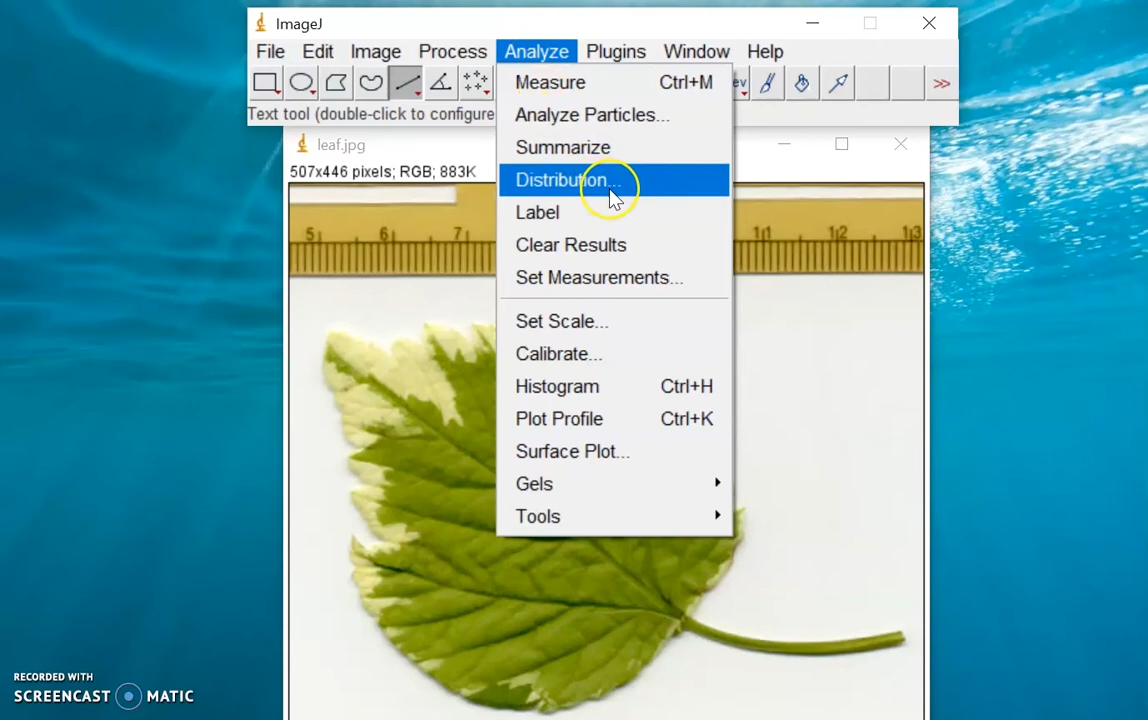 ImageJ
File Edit Image Process Analyze Plugins Window Help
Text tool (double-click to configure
Measure Ctrl+M
Analyze Particles...
Summarize
Distribution...
Label
Clear Results
Set Measurements...
Set Scale...
Calibrate...
Histogram Ctrl+H
Plot Profile Ctrl+K
Surface Plot...
Gels
Tools
leaf.jpg
507x446 pixels; RGB; 883K
5 6 7 11 12 13
RECORDED WITH
SCREENCAST MATIC